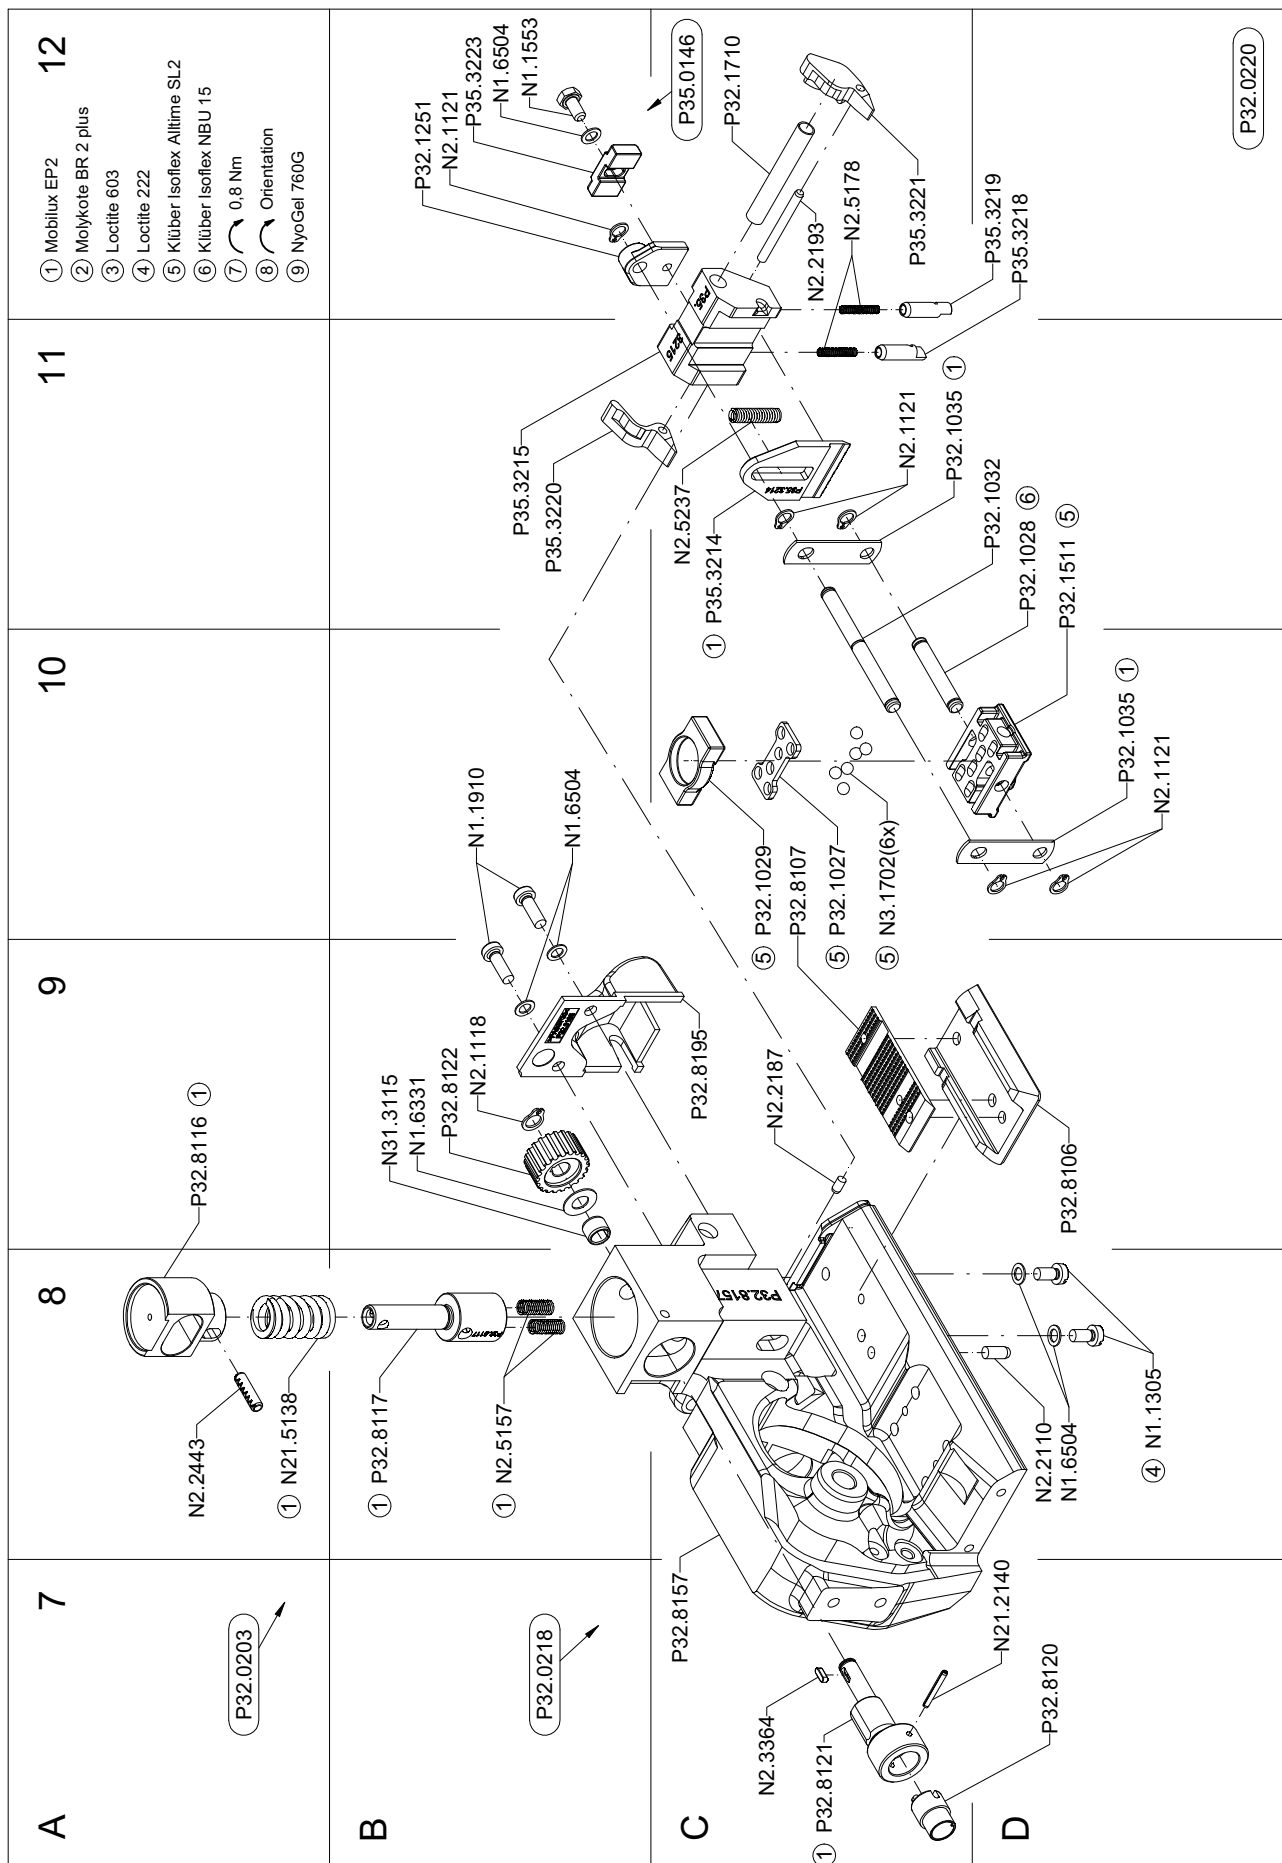 A
7
8
9
10
11
12
B
C
D
① Mobilux EP2
② Molykote BR 2 plus
③ Loctite 603
④ Loctite 222
⑤ Klüber Isoflex Alltime SL2
⑥ Klüber Isoflex NBU 15
⑦ 0,8 Nm
⑧ Orientation
⑨ NyoGel 760G
P32.0203
N2.2443
① N21.5138
P32.8116 ①
① P32.8117
P32.8117
① N2.5157
P32.0218
N31.3115
N1.6331
P32.8122
N2.1118
N1.1910
N1.6504
P32.8195
P35.3215
P35.3220
P32.1251
N2.1121
P35.3223
N1.6504
N1.1553
P35.
3215
P35.0146
P32.1710
N2.2193
N2.5178
P35.3221
P35.3219
P35.3218
N2.5237
① P35.3214
P35.3214
N2.1121
P32.1035 ①
P32.1032
P32.1028 ⑥
P32.1511 ⑤
⑤ P32.1029
P32.8107
⑤ P32.1027
⑤ N3.1702(6x)
P32.1035 ①
N2.1121
P32.8157
P32.8157
N2.2187
P32.8106
N2.2110
N1.6504
④ N1.1305
N2.3364
① P32.8121
N21.2140
P32.8120
P32.0220